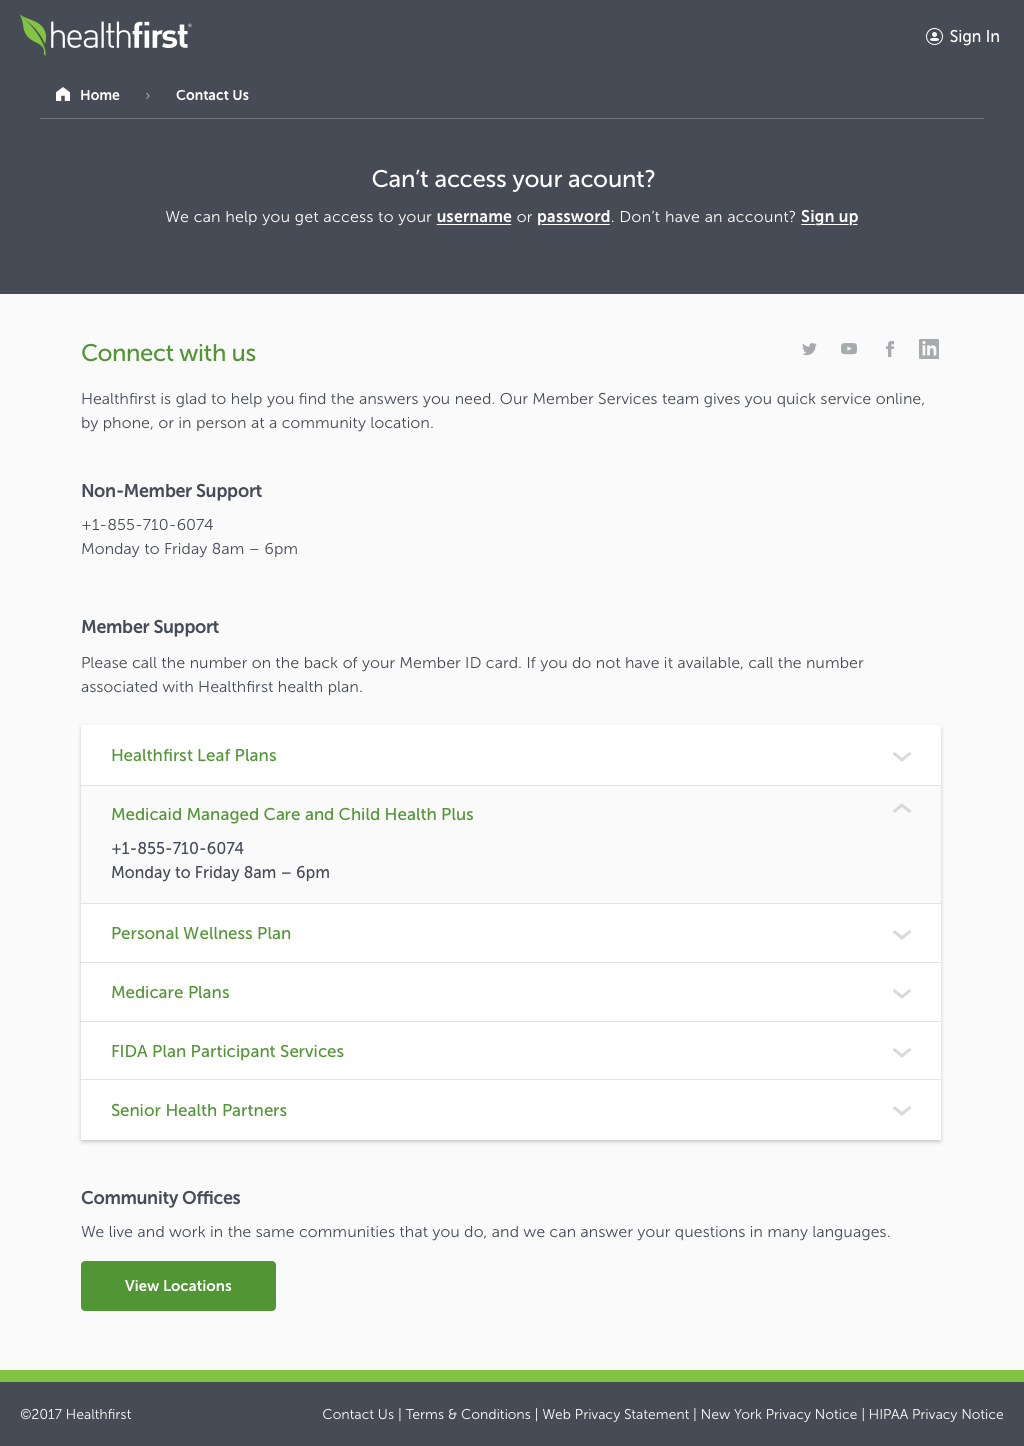 healthfirst
Sign In
Home › Contact Us
Can’t access your acount?
We can help you get access to your username or password. Don’t have an account? Sign up
Connect with us
Healthfirst is glad to help you find the answers you need. Our Member Services team gives you quick service online,
by phone, or in person at a community location.
Non-Member Support
+1-855-710-6074
Monday to Friday 8am – 6pm
Member Support
Please call the number on the back of your Member ID card. If you do not have it available, call the number
associated with Healthfirst health plan.
Healthfirst Leaf Plans
Medicaid Managed Care and Child Health Plus
+1-855-710-6074
Monday to Friday 8am – 6pm
Personal Wellness Plan
Medicare Plans
FIDA Plan Participant Services
Senior Health Partners
Community Offices
We live and work in the same communities that you do, and we can answer your questions in many languages.
View Locations
©2017 Healthfirst
Contact Us | Terms & Conditions | Web Privacy Statement | New York Privacy Notice | HIPAA Privacy Notice